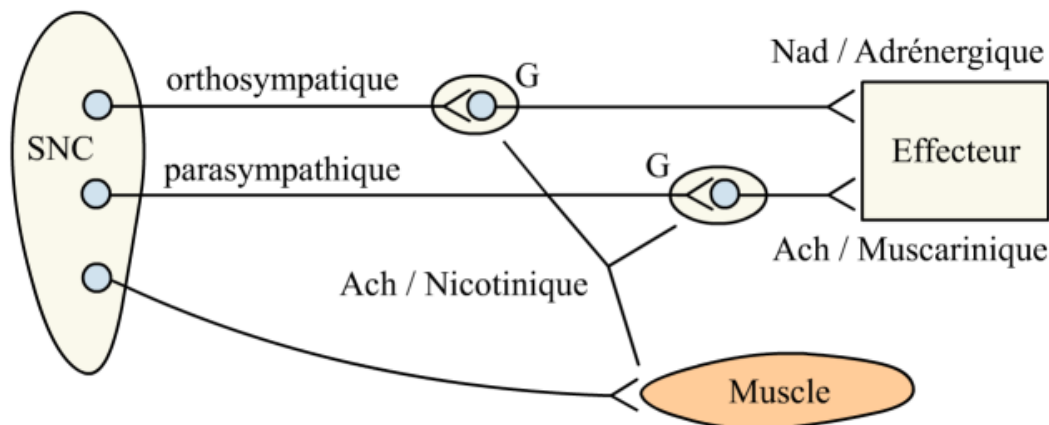 Nad / Adrénergique
G
orthosympatique
SNC
Effecteur
G
parasympathique
Ach / Muscarinique
Ach / Nicotinique
Muscle